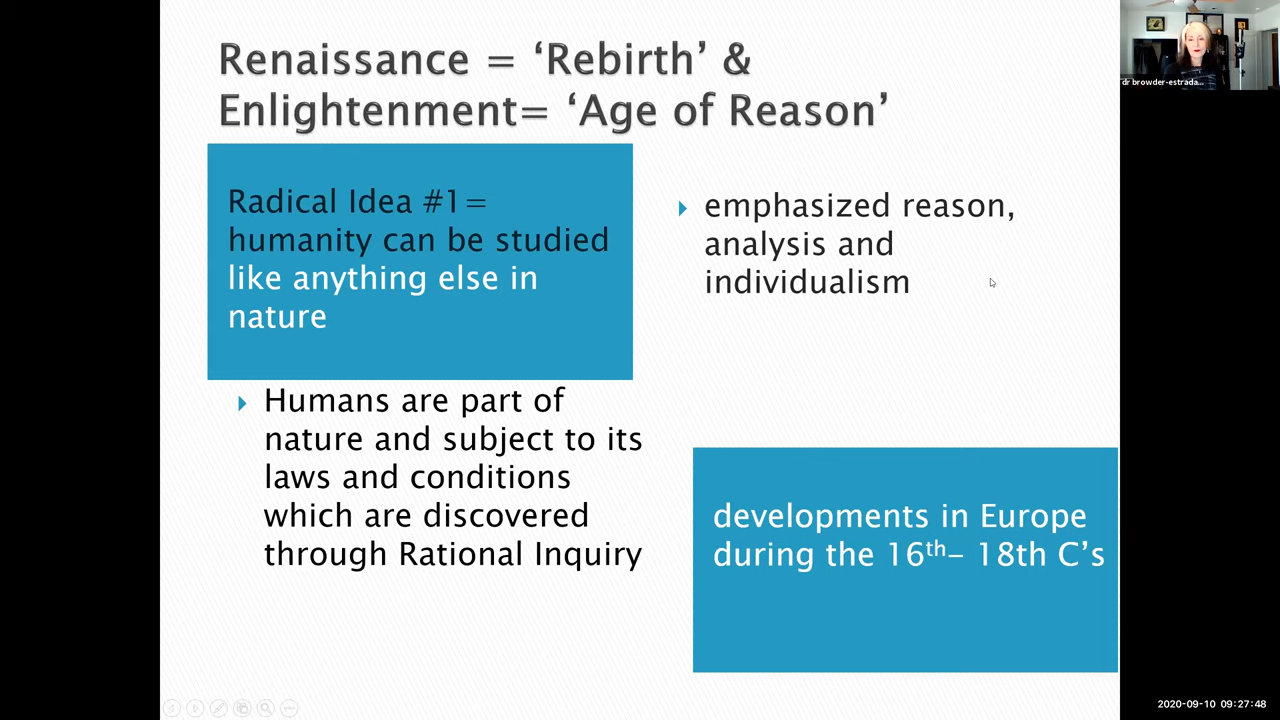 Renaissance = ‘Rebirth’ &
Enlightenment= ‘Age of Reason’
Radical Idea #1=
humanity can be studied
like anything else in
nature
Humans are part of
nature and subject to its
laws and conditions
which are discovered
through Rational Inquiry
emphasized reason,
analysis and
individualism
developments in Europe
during the 16th– 18th C’s
dr browder-estrada...
2020-09-10 09:27:48